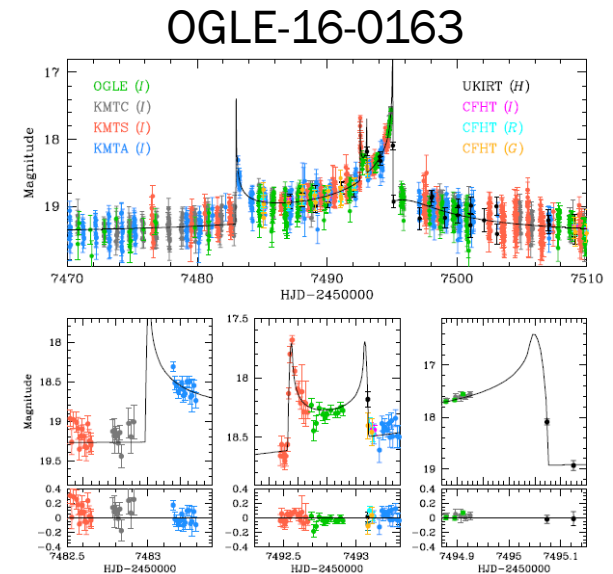 OGLE-16-0163
17
18
19
Magnitude
OGLE (I)
KMTC (I)
KMTS (I)
KMTA (I)
UKIRT (H)
CFHT (I)
CFHT (R)
CFHT (G)
7470 7480 7490 7500 7510
HJD-2450000
Magnitude
18
18.5
19
19.5
0.4
0.2
0
-0.2
-0.4
7482.5 7483
HJD-2450000
17.5
18
18.5
0.4
0.2
0
-0.2
-0.4
7492.5 7493
HJD-2450000
17
18
19
0.4
0.2
0
-0.2
-0.4
7494.9 7495 7495.1
HJD-2450000